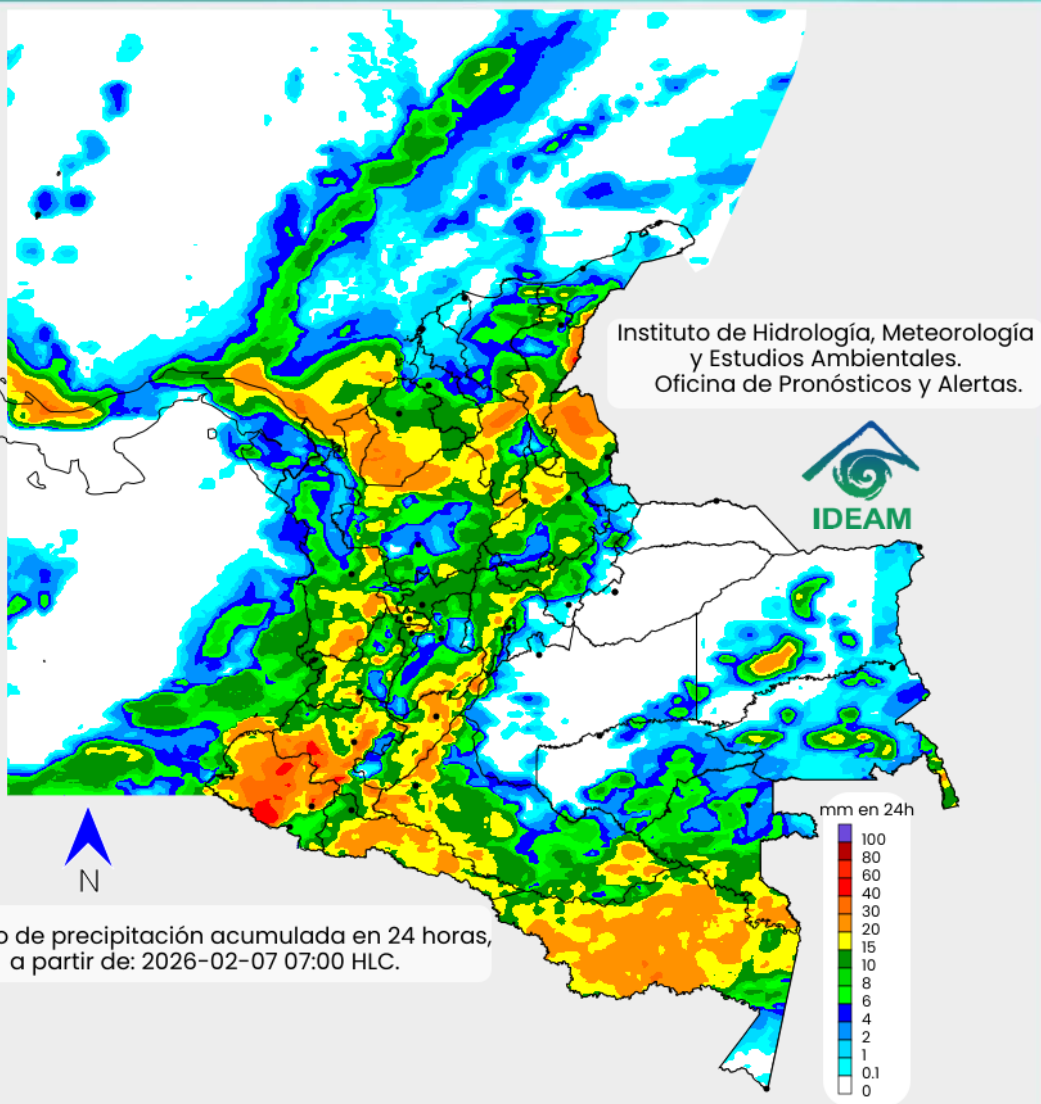 Instituto de Hidrología, Meteorología
y Estudios Ambientales.
Oficina de Pronósticos y Alertas.
IDEAM
mm en 24h
100
80
60
40
30
20
15
10
8
6
4
2
1
0.1
0
N
de precipitación acumulada en 24 horas,
a partir de: 2026-02-07 07:00 HLC.